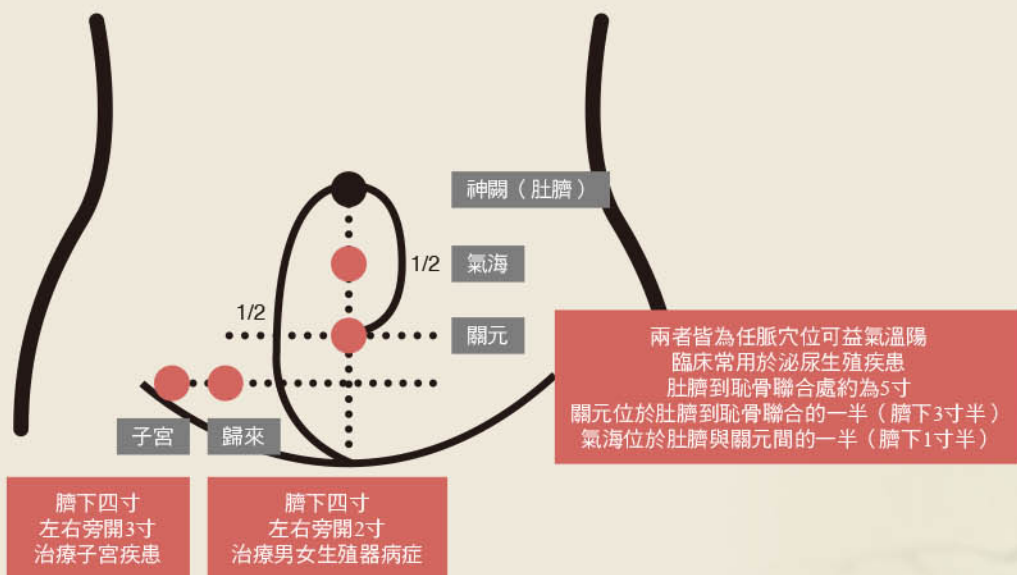 神闕（肚臍）
1/2
氣海
1/2
關元
兩者皆為任脈穴位可益氣溫陽
臨床常用於泌尿生殖疾患
肚臍到恥骨聯合處約為5寸
關元位於肚臍到恥骨聯合的一半（臍下3寸半）
氣海位於肚臍與關元間的一半（臍下1寸半）
子宮
歸來
臍下四寸
左右旁開3寸
治療子宮疾患
臍下四寸
左右旁開2寸
治療男女生殖器病症